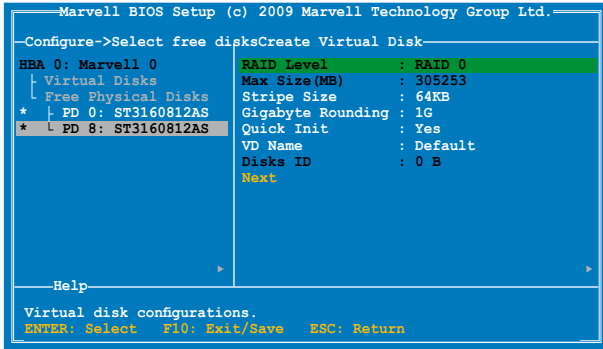 Marvell BIOS Setup (c) 2009 Marvell Technology Group Ltd.
Configure->Select free disksCreate Virtual Disk
HBA 0: Marvell 0
Virtual Disks
Free Physical Disks
* PD 0: ST3160812AS
* PD 8: ST3160812AS
RAID Level : RAID 0
Max Size(MB) : 305253
Stripe Size : 64KB
Gigabyte Rounding : 1G
Quick Init : Yes
VD Name : Default
Disks ID : 0 8
Next
Help
Virtual disk configurations.
ENTER: Select F10: Exit/Save ESC: Return